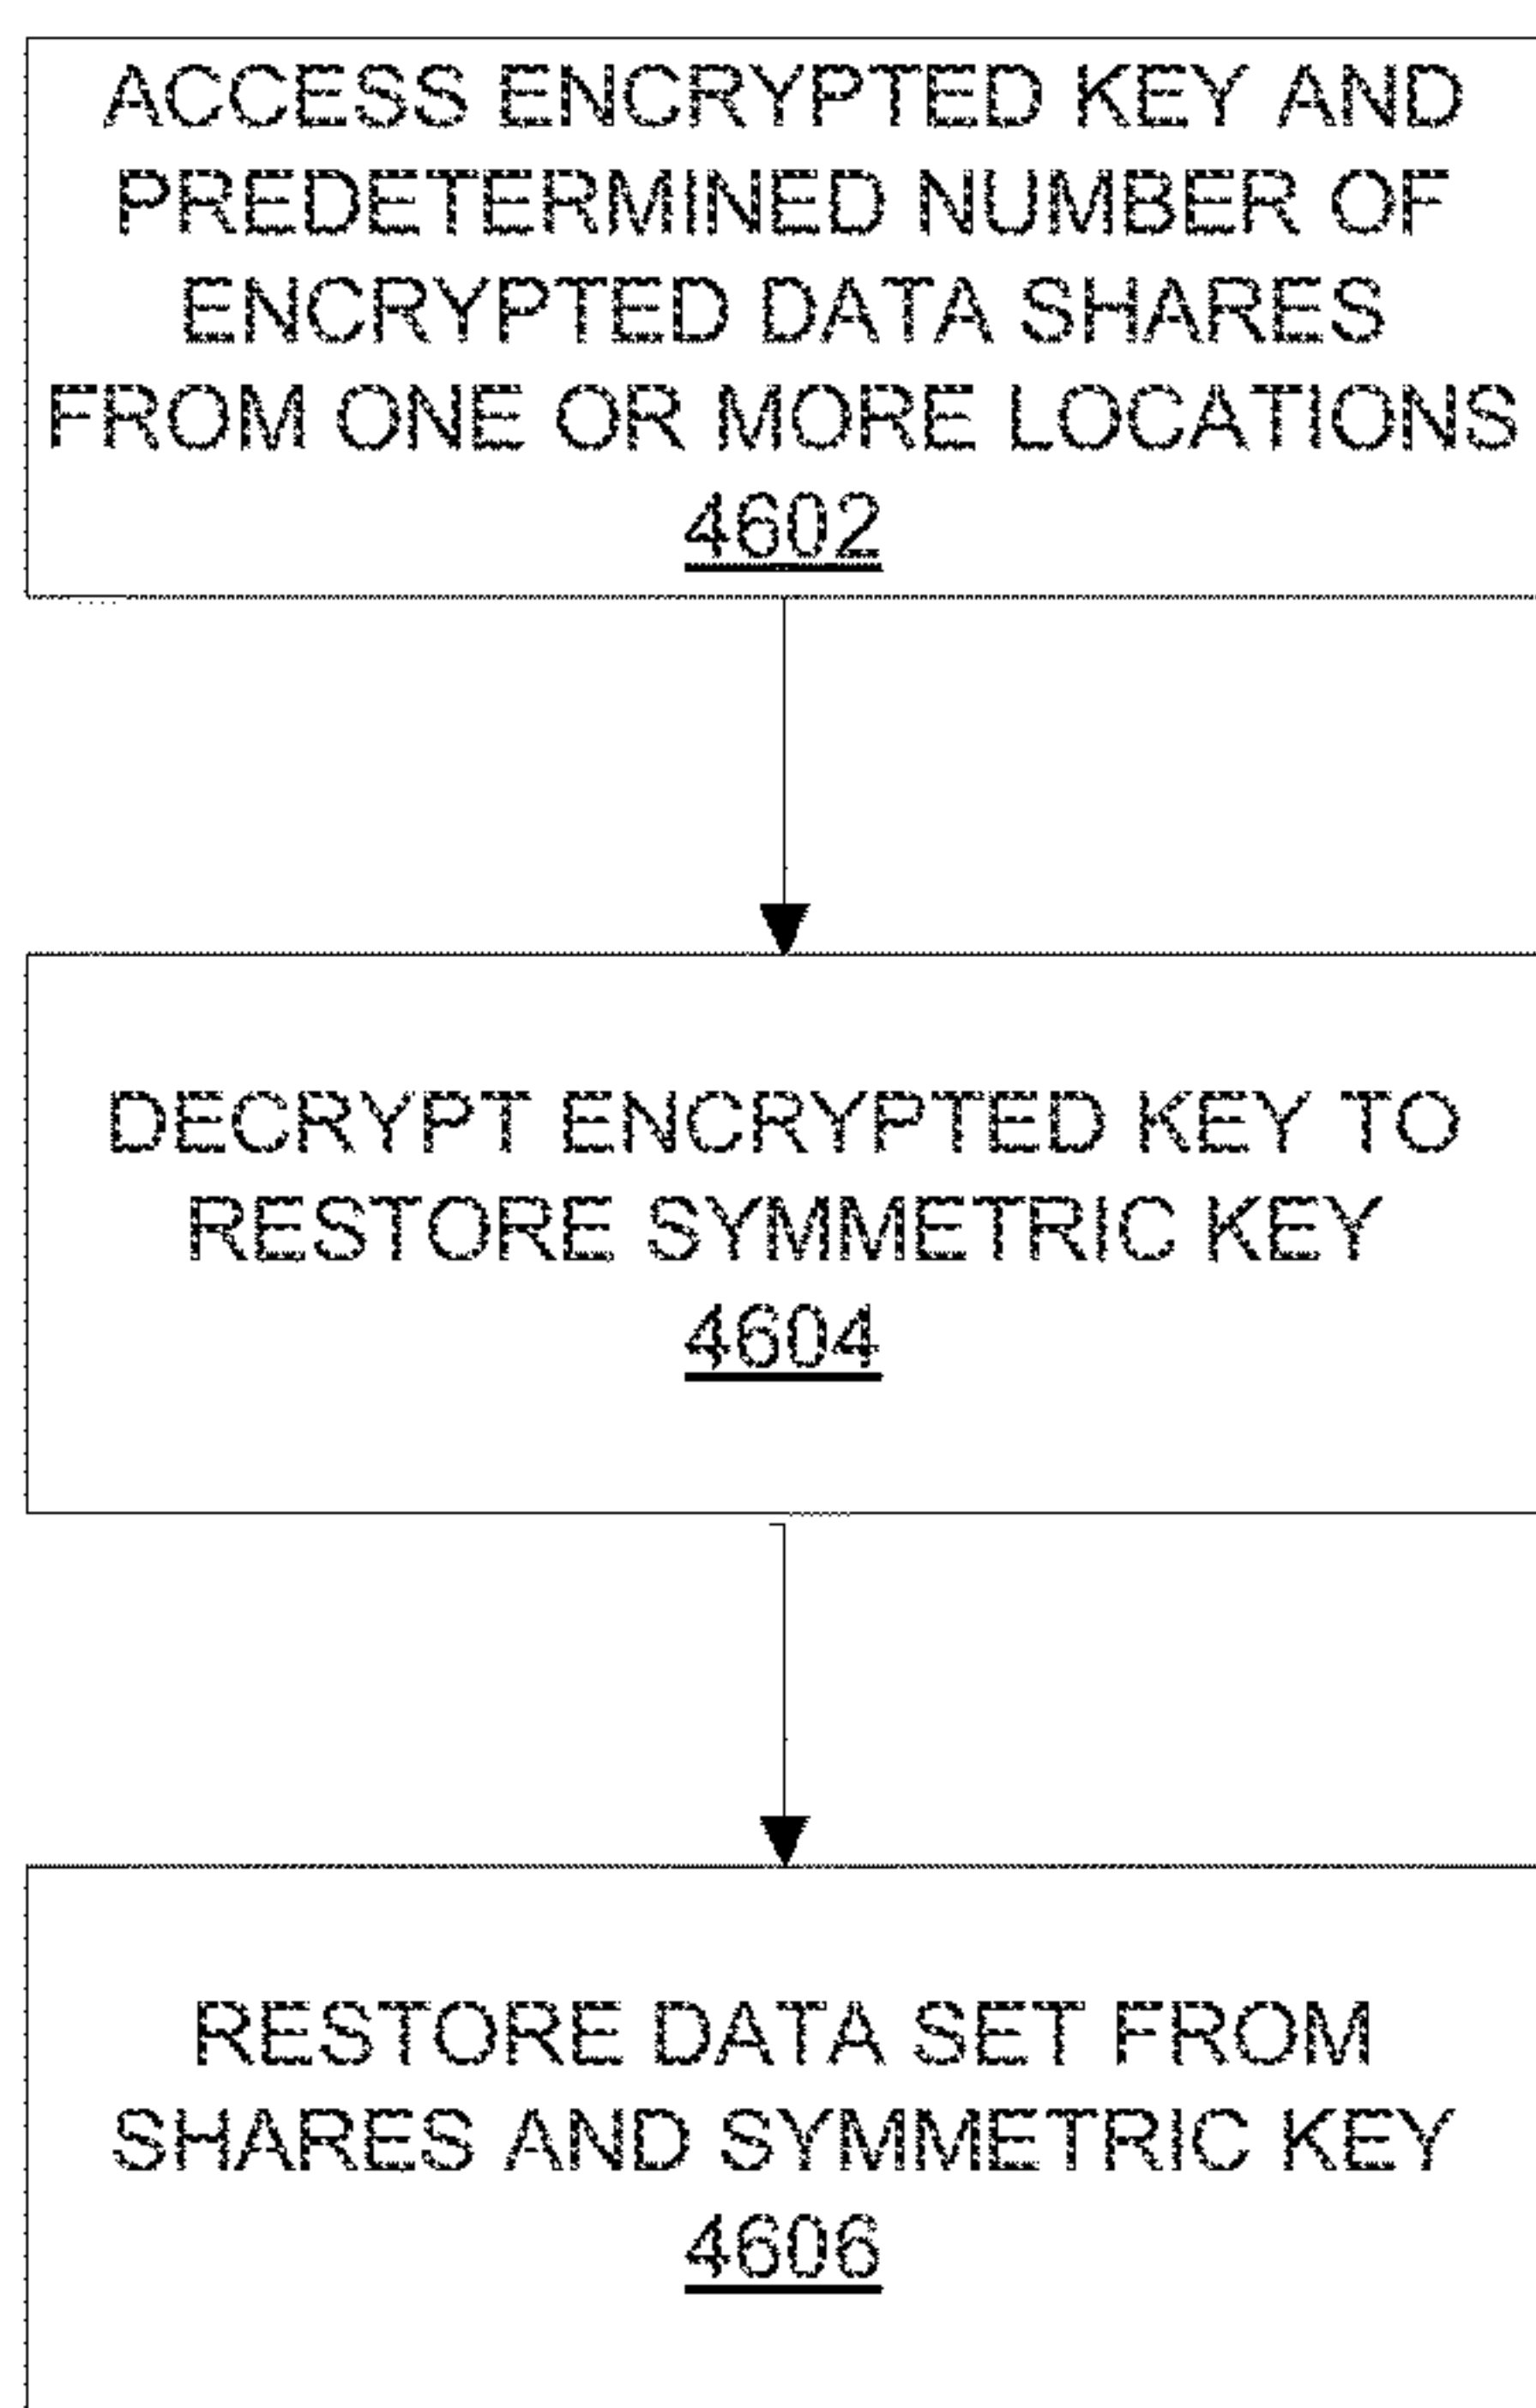 ACCESS ENCRYPTED KEY AND
PREDETERMINED NUMBER OF
ENCRYPTED DATA SHARES
FROM ONE OR MORE LOCATIONS
4602
DECRYPT ENCRYPTED KEY TO
RESTORE SYMMETRIC KEY
4604
RESTORE DATA SET FROM
SHARES AND SYMMETRIC KEY
4606